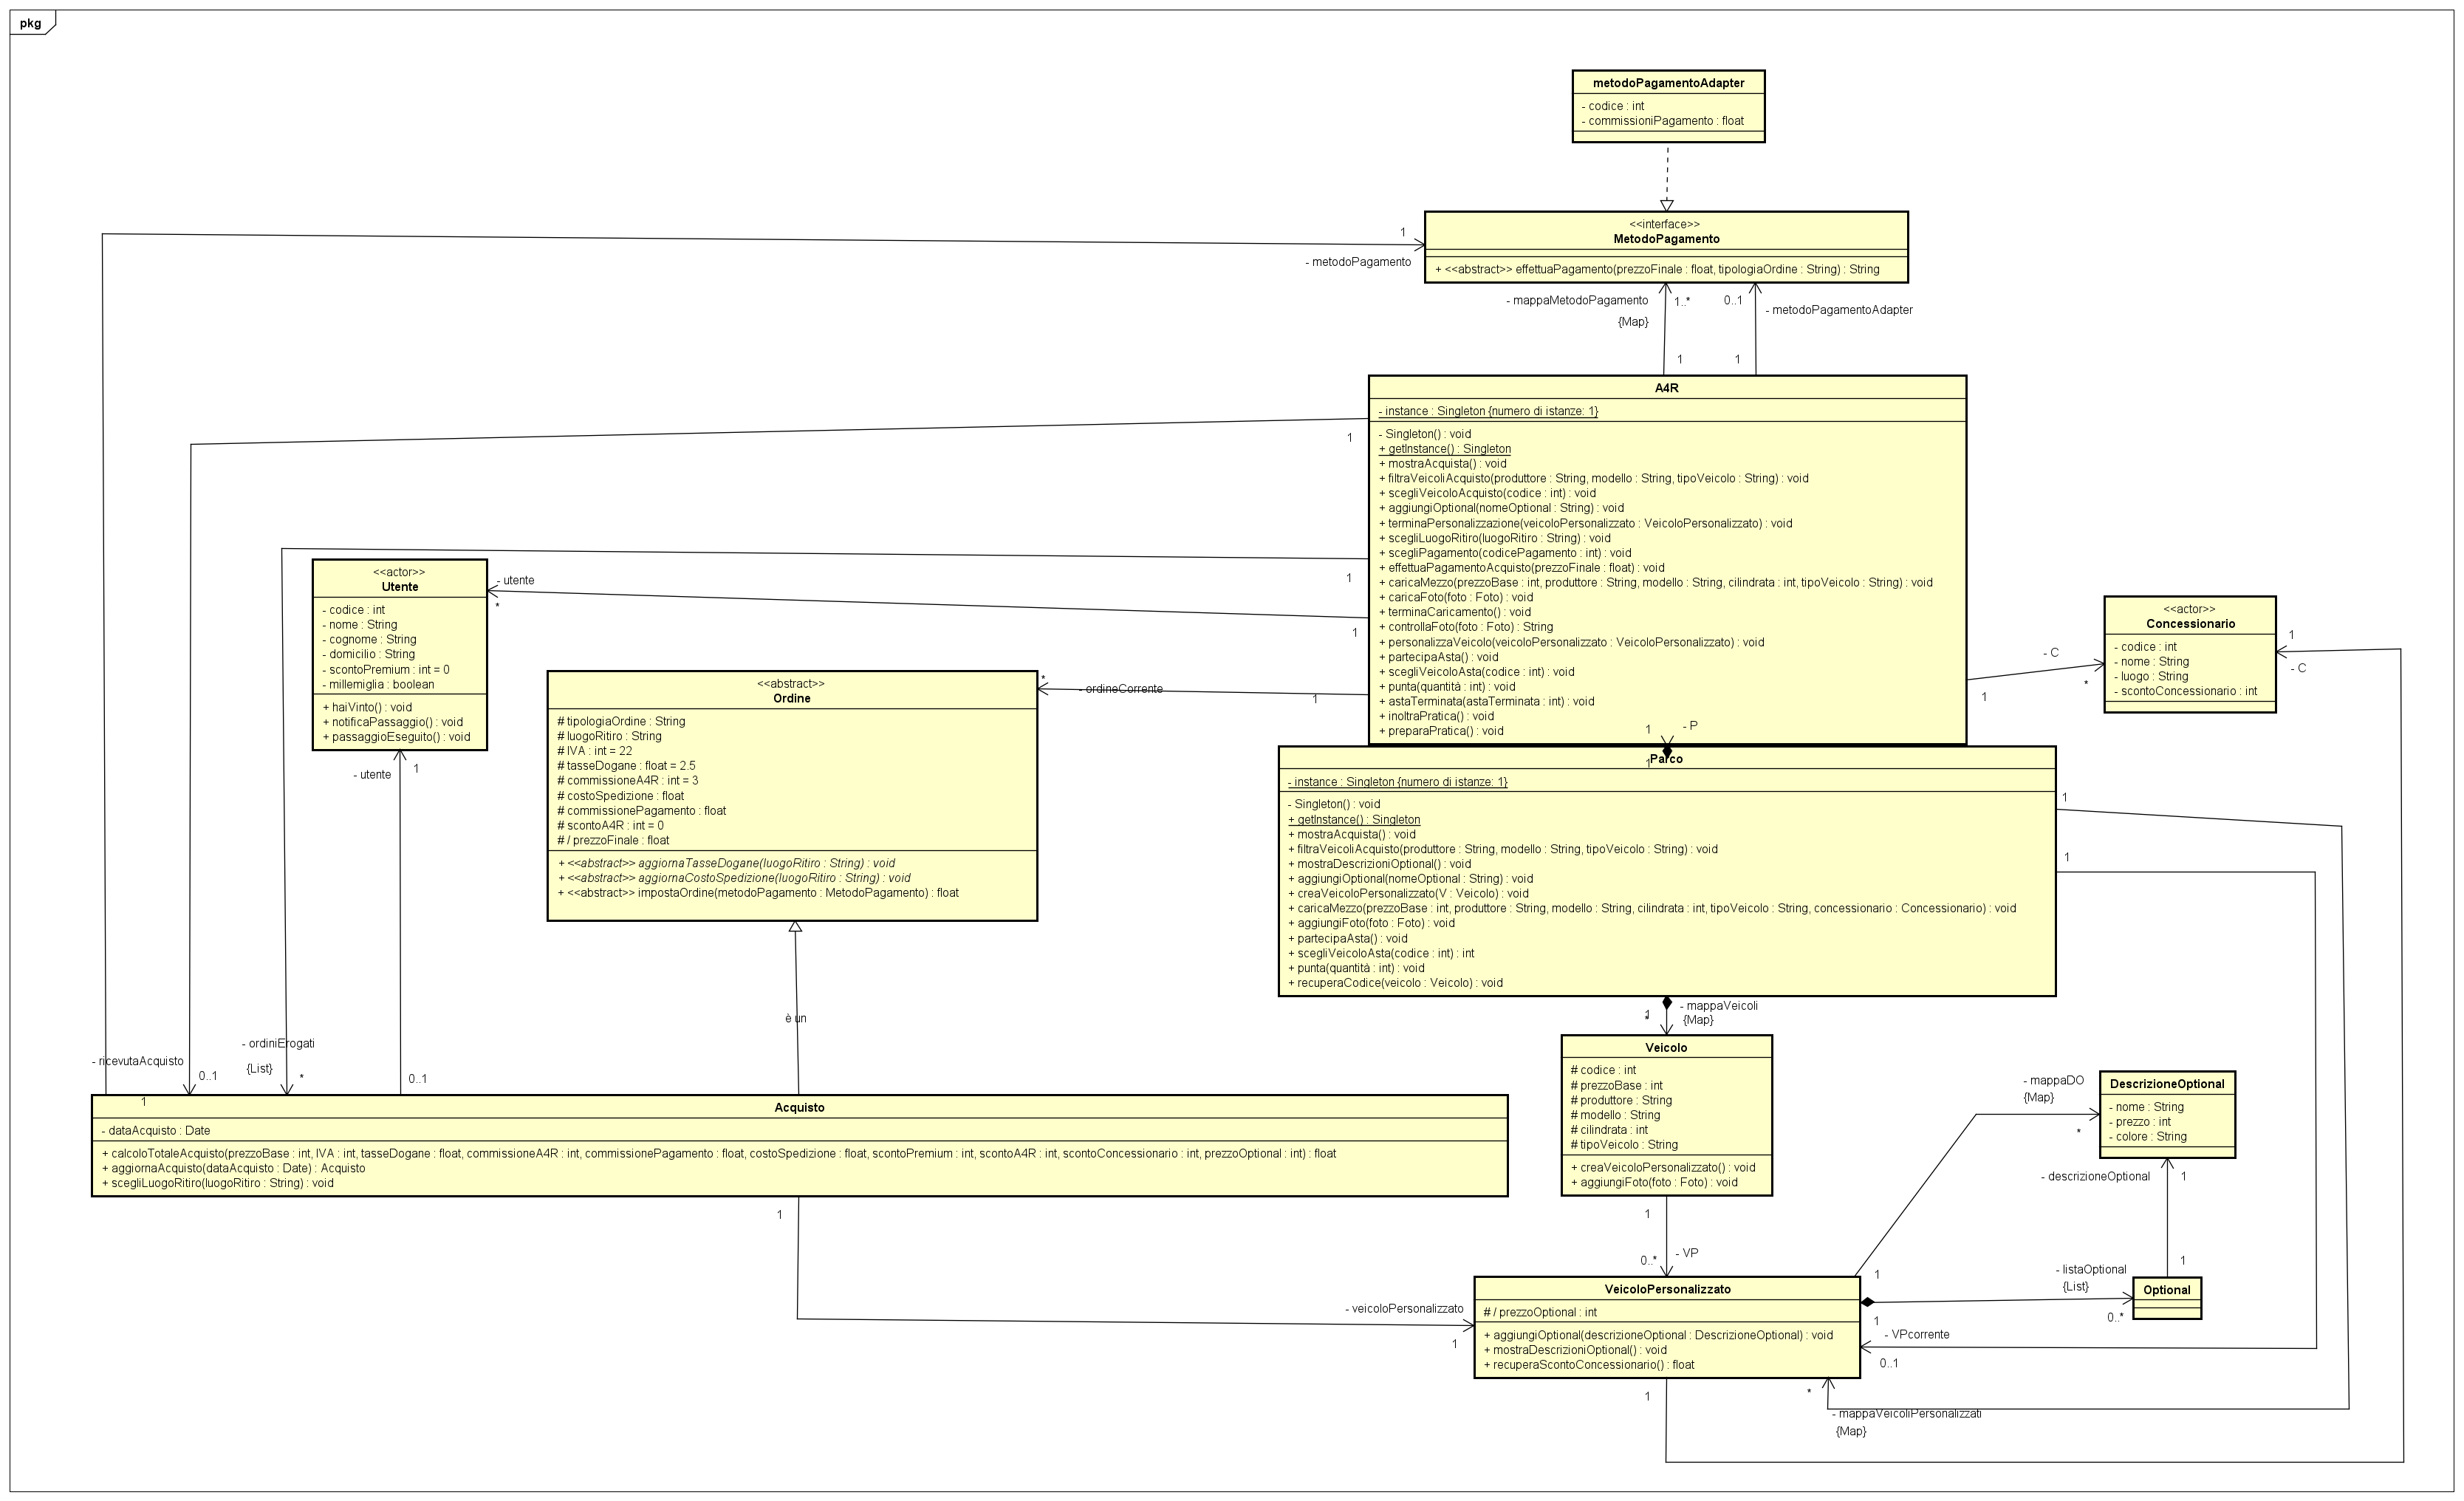 pkg
metodoPagamentoAdapter
- codice : int
- commissioniPagamento : float
<<interface>>
MetodoPagamento
+ <<abstract>> effettuaPagamento(prezzoFinale : float, tipologiaOrdine : String) : String
1
- metodoPagamento
- mappaMetodoPagamento
{Map}
1..*
0..1
- metodoPagamentoAdapter
1
1
A4R
- instance : Singleton {numero di istanze: 1}
- Singleton() : void
+ getInstance() : Singleton
+ mostraAcquista() : void
+ filtraVeicoliAcquisto(produttore : String, modello : String, tipoVeicolo : String) : void
+ scegliVeicoloAcquisto(codice : int) : void
+ aggiungiOptional(nomeOptional : String) : void
+ terminaPersonalizzazione(veicoloPersonalizzato : VeicoloPersonalizzato) : void
+ scegliLuogoRitiro(luogoRitiro : String) : void
+ scegliPagamento(codicePagamento : int) : void
+ effettuaPagamentoAcquisto(prezzoFinale : float) : void
+ caricaMezzo(prezzoBase : int, produttore : String, modello : String, cilindrata : int, tipoVeicolo : String) : void
+ caricaFoto(foto : Foto) : void
+ terminaCaricamento() : void
+ controllaFoto(foto : Foto) : String
+ personalizzaVeicolo(veicoloPersonalizzato : VeicoloPersonalizzato) : void
+ partecipaAsta() : void
+ scegliVeicoloAsta(codice : int) : void
+ punta(quantità : int) : void
+ astaTerminata(astaTerminata : int) : void
+ inoltraPratica() : void
+ preparaPratica() : void
1
1
1
1
1
<<actor>>
Utente
- codice : int
- nome : String
- cognome : String
- domicilio : String
- scontoPremium : int = 0
- millemiglia : boolean
+ haiVinto() : void
+ notificaPassaggio() : void
+ passaggioEseguito() : void
- utente
*
- utente
1
<<abstract>>
Ordine
# tipologiaOrdine : String
# luogoRitiro : String
# IVA : int = 22
# tasseDogane : float = 2.5
# commissioneA4R : int = 3
# costoSpedizione : float
# commissionePagamento : float
# scontoA4R : int = 0
# / prezzoFinale : float
+ <<abstract>> aggiornaTasseDogane(luogoRitiro : String) : void
+ <<abstract>> aggiornaCostoSpedizione(luogoRitiro : String) : void
+ <<abstract>> impostaOrdine(metodoPagamento : MetodoPagamento) : float
*
- ordineCorrente
<<actor>>
Concessionario
- codice : int
- nome : String
- luogo : String
- scontoConcessionario : int
- C
*
1
- C
1
- P
1
Parco
- instance : Singleton {numero di istanze: 1}
- Singleton() : void
+ getInstance() : Singleton
+ mostraAcquista() : void
+ filtraVeicoliAcquisto(produttore : String, modello : String, tipoVeicolo : String) : void
+ mostraDescrizioniOptional() : void
+ aggiungiOptional(nomeOptional : String) : void
+ creaVeicoloPersonalizzato(V : Veicolo) : void
+ caricaMezzo(prezzoBase : int, produttore : String, modello : String, cilindrata : int, tipoVeicolo : String, concessionario : Concessionario) : void
+ aggiungiFoto(foto : Foto) : void
+ partecipaAsta() : void
+ scegliVeicoloAsta(codice : int) : int
+ punta(quantità : int) : void
+ recuperaCodice(veicolo : Veicolo) : void
1
1
1
*
- mappaVeicoli
{Map}
è un
- ordiniErogati
{List}
*
- ricevutaAcquisto
0..1
0..1
1
Acquisto
- dataAcquisto : Date
+ calcoloTotaleAcquisto(prezzoBase : int, IVA : int, tasseDogane : float, commissioneA4R : int, commissionePagamento : float, costoSpedizione : float, scontoPremium : int, scontoA4R : int, scontoConcessionario : int, prezzoOptional : int) : float
+ aggiornaAcquisto(dataAcquisto : Date) : Acquisto
+ scegliLuogoRitiro(luogoRitiro : String) : void
1
Veicolo
# codice : int
# prezzoBase : int
# produttore : String
# modello : String
# cilindrata : int
# tipoVeicolo : String
+ creaVeicoloPersonalizzato() : void
+ aggiungiFoto(foto : Foto) : void
1
0..*
- VP
- mappaDO
{Map}
*
DescrizioneOptional
- nome : String
- prezzo : int
- colore : String
- descrizioneOptional
1
1
- listaOptional
{List}
0..*
Optional
- veicoloPersonalizzato
1
VeicoloPersonalizzato
# / prezzoOptional : int
+ aggiungiOptional(descrizioneOptional : DescrizioneOptional) : void
+ mostraDescrizioniOptional() : void
+ recuperaScontoConcessionario() : float
1
1
- VPcorrente
0..1
1
*
- mappaVeicoliPersonalizzati
{Map}